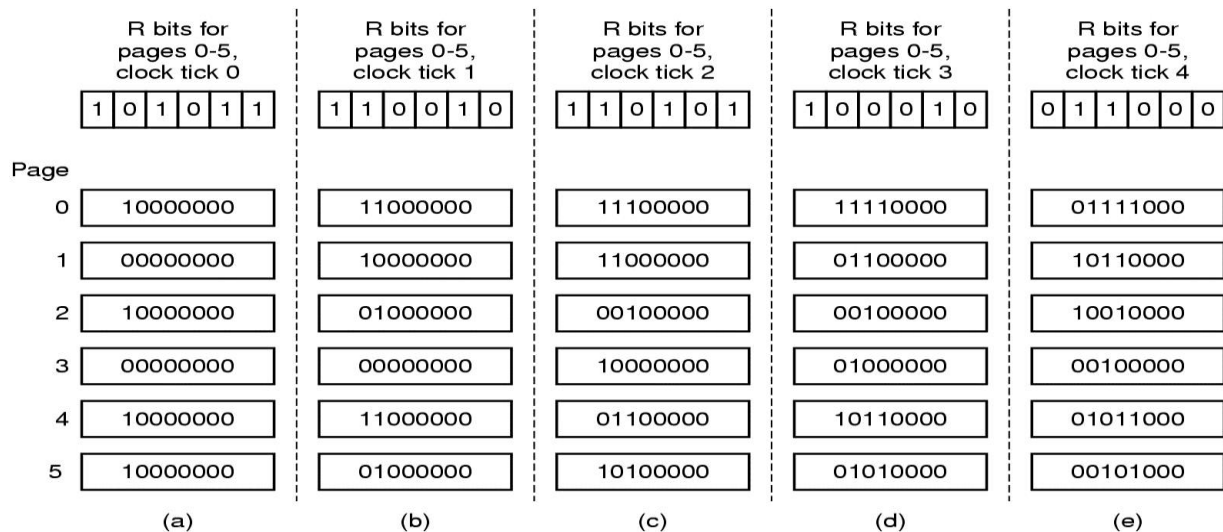 R bits for pages 0-5, clock tick 0
R bits for pages 0-5, clock tick 1
R bits for pages 0-5, clock tick 2
R bits for pages 0-5, clock tick 3
R bits for pages 0-5, clock tick 4
1 0 1 0 1 1
1 1 0 0 1 0
1 1 0 1 0 1
1 0 0 0 1 0
0 1 1 0 0 0
Page
0 10000000 11000000 11100000 11110000 01111000
1 00000000 10000000 11000000 01100000 10110000
2 10000000 01000000 00100000 00100000 10010000
3 00000000 00000000 10000000 01000000 00100000
4 10000000 11000000 01100000 10110000 01011000
5 10000000 01000000 10100000 01010000 00101000
(a) (b) (c) (d) (e)